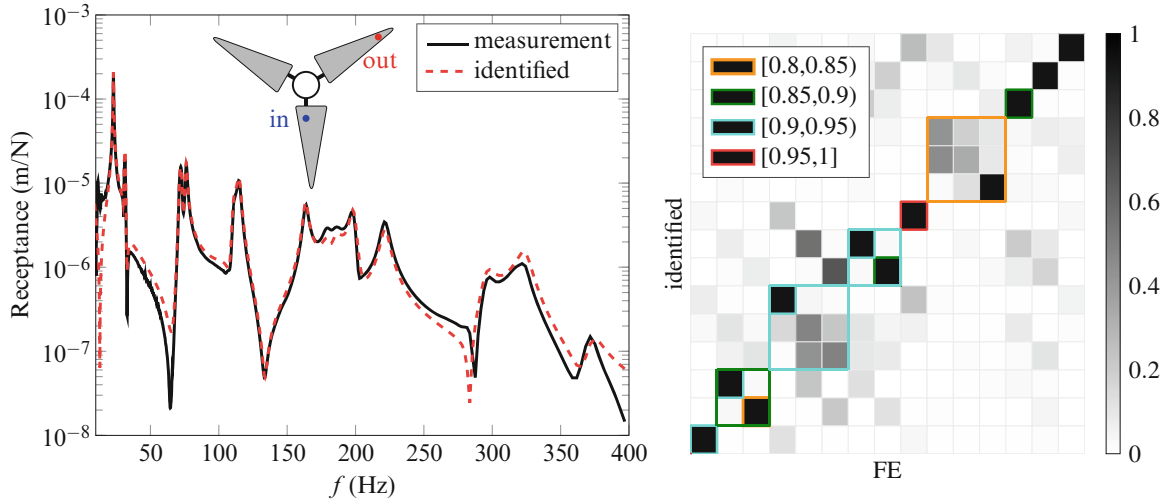 10⁻³
10⁻⁴
10⁻⁵
10⁻⁶
10⁻⁷
10⁻⁸
Receptance (m/N)
50 100 150 200 250 300 350 400
f (Hz)
measurement
identified
out
in
[0.8,0.85)
[0.85,0.9)
[0.9,0.95)
[0.95,1]
identified
FE
1
0.8
0.6
0.4
0.2
0